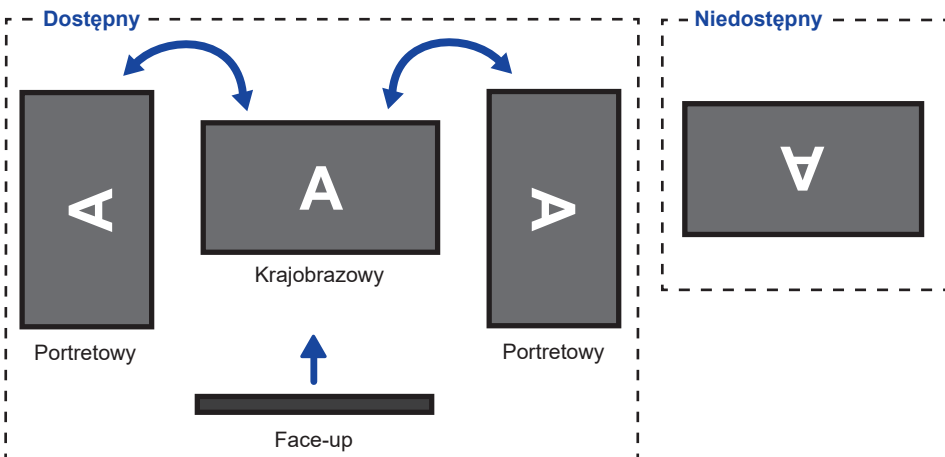 Dostępny
Niedostępny
A
A
A
A
Krajobrazowy
Portretowy
Portretowy
Face-up